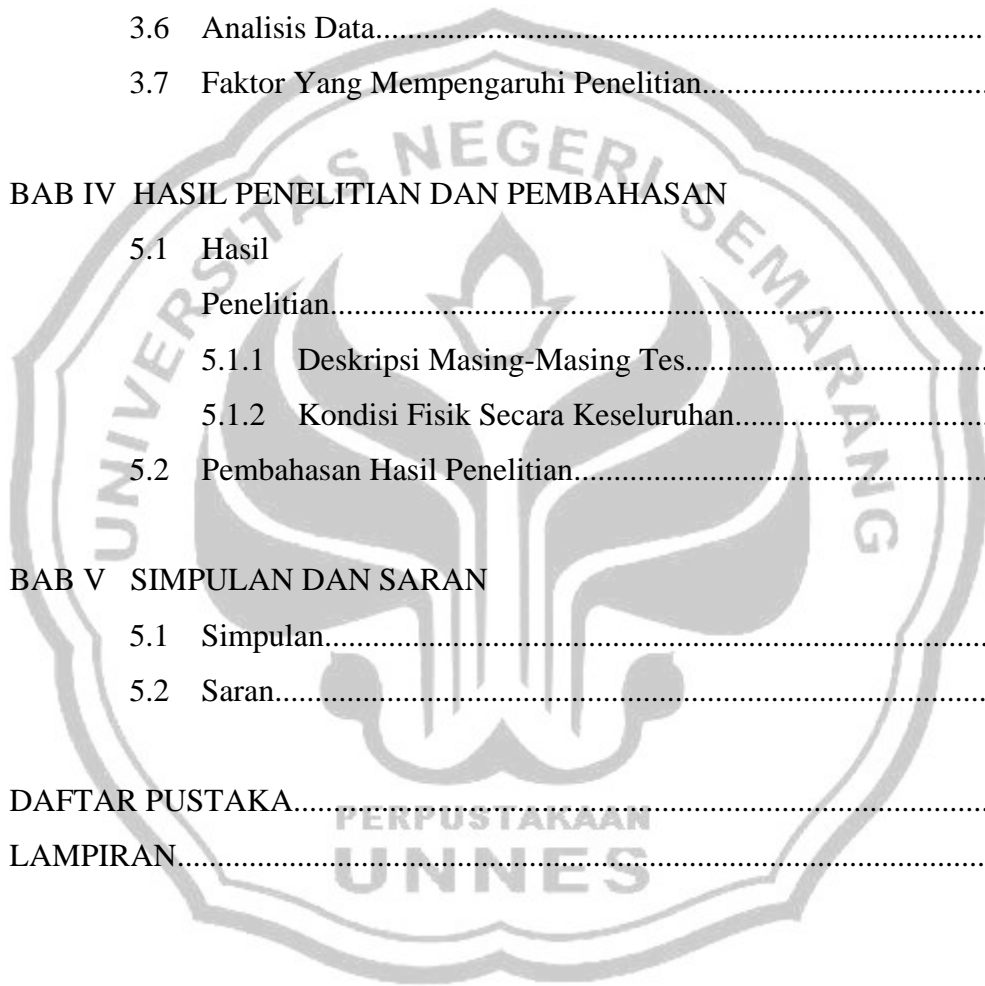 3.6 Analisis Data................................................................................
3.7 Faktor Yang Mempengaruhi Penelitian...................................
BAB IV HASIL PENELITIAN DAN PEMBAHASAN
5.1 Hasil
Penelitian..................................................................................
5.1.1 Deskripsi Masing-Masing Tes.....................................
5.1.2 Kondisi Fisik Secara Keseluruhan...............................
5.2 Pembahasan Hasil Penelitian...................................................
BAB V SIMPULAN DAN SARAN
5.1 Simpulan..................................................................................
5.2 Saran........................................................................................
DAFTAR PUSTAKA......................................................................................
LAMPIRAN....................................................................................................
UNIVERSITAS NEGERI SEMARANG
PERPUSTAKAAN
UNNES